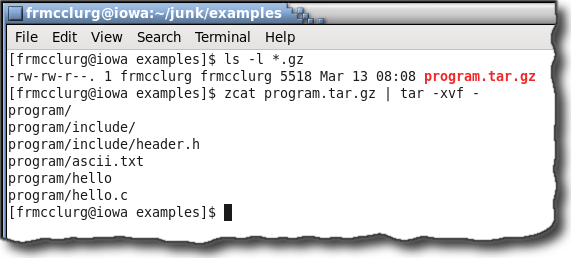 frmcclurg@iowa:~/junk/examples
File Edit View Search Terminal Help
[frmcclurg@iowa examples]$ ls -l *.gz
-rw-rw-r--. 1 frmcclurg frmcclurg 5518 Mar 13 08:08 program.tar.gz
[frmcclurg@iowa examples]$ zcat program.tar.gz | tar -xvf -
program/
program/include/
program/include/header.h
program/ascii.txt
program/hello
program/hello.c
[frmcclurg@iowa examples]$